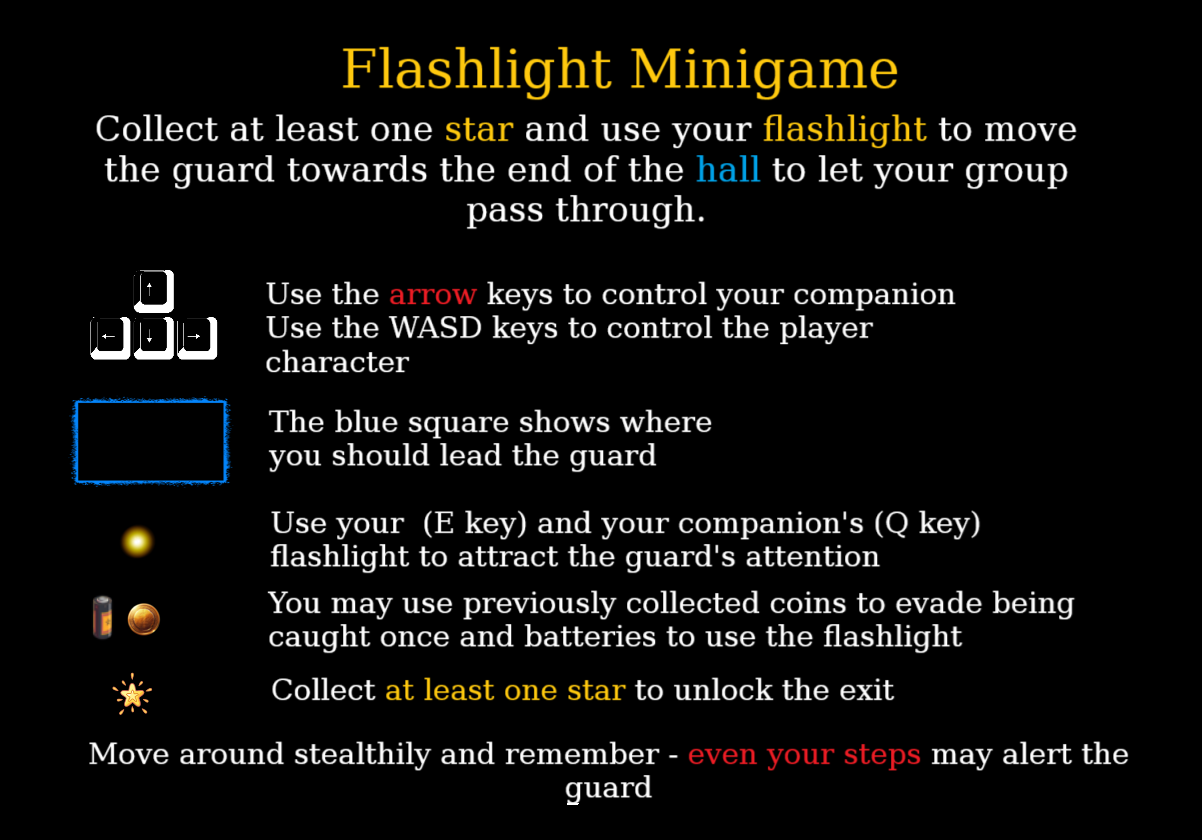 Flashlight Minigame
Collect at least one star and use your flashlight to move
the guard towards the end of the hall to let your group
pass through.
↑
← ↓ →
Use the arrow keys to control your companion
Use the WASD keys to control the player
character
The blue square shows where
you should lead the guard
Use your  (E key) and your companion's (Q key)
flashlight to attract the guard's attention
You may use previously collected coins to evade being
caught once and batteries to use the flashlight
Collect at least one star to unlock the exit
Move around stealthily and remember - even your steps may alert the
guard